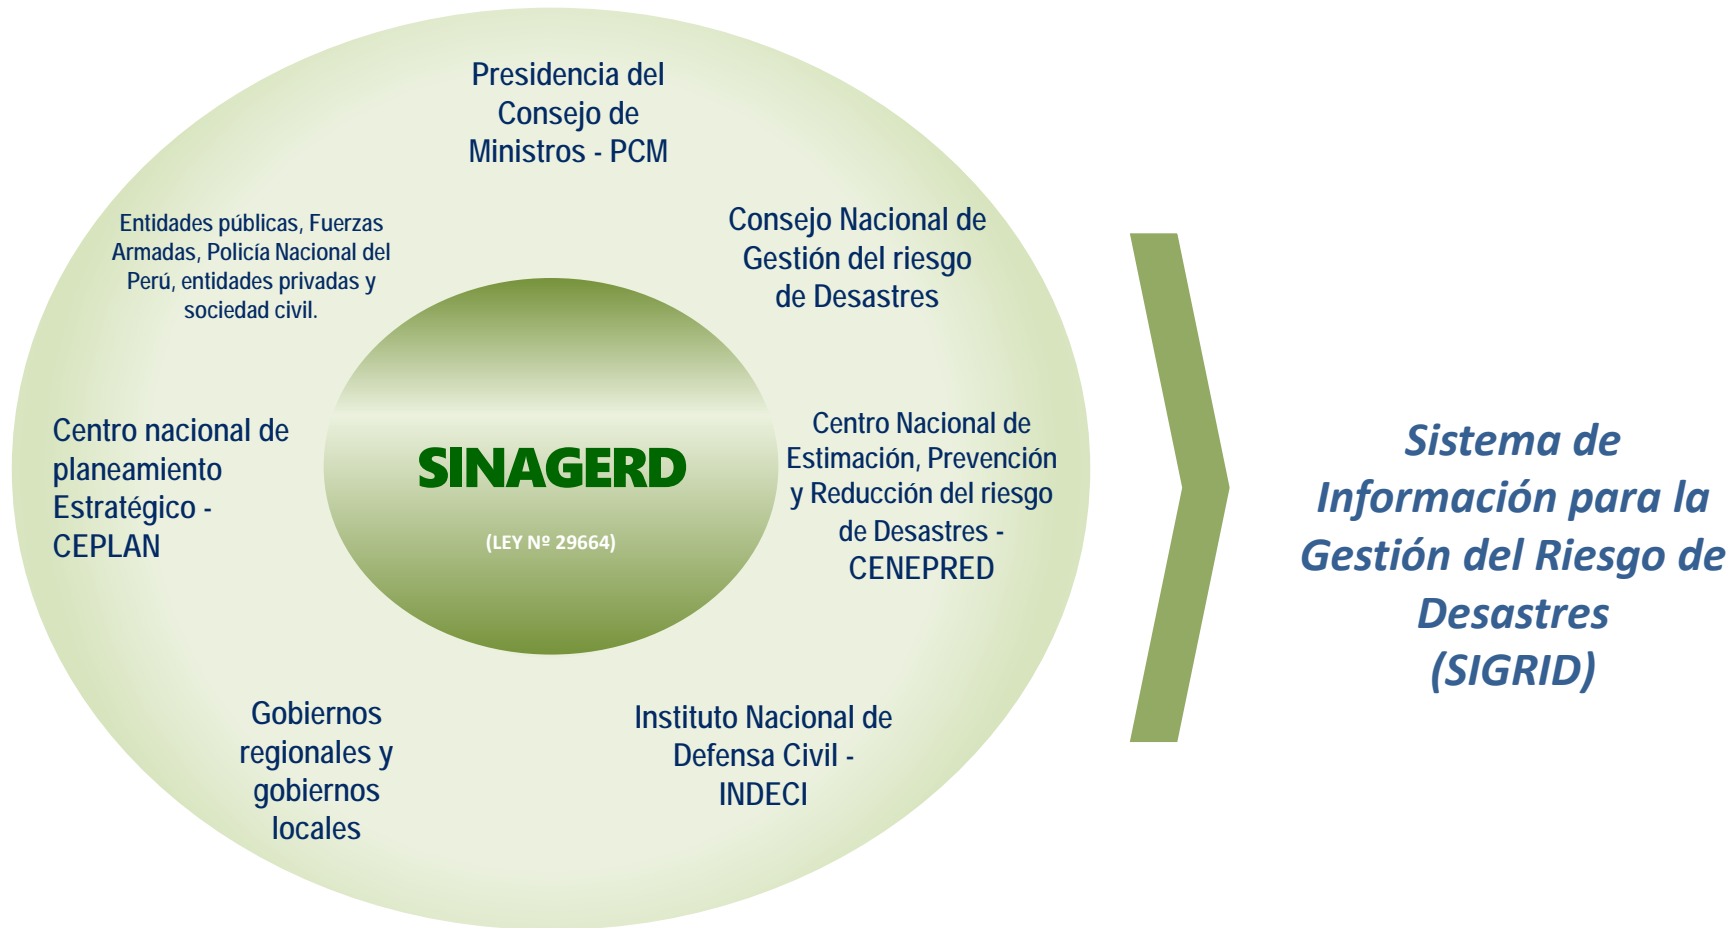 Presidencia del
Consejo de
Ministros - PCM
Entidades públicas, Fuerzas
Armadas, Policía Nacional del
Perú, entidades privadas y
sociedad civil.
Consejo Nacional de
Gestión del riesgo
de Desastres
Centro nacional de
planeamiento
Estratégico -
CEPLAN
SINAGERD
(LEY Nº 29664)
Centro Nacional de
Estimación, Prevención
y Reducción del riesgo
de Desastres -
CENEPRED
Gobiernos
regionales y
gobiernos
locales
Instituto Nacional de
Defensa Civil -
INDECI
Sistema de
Información para la
Gestión del Riesgo de
Desastres
(SIGRID)